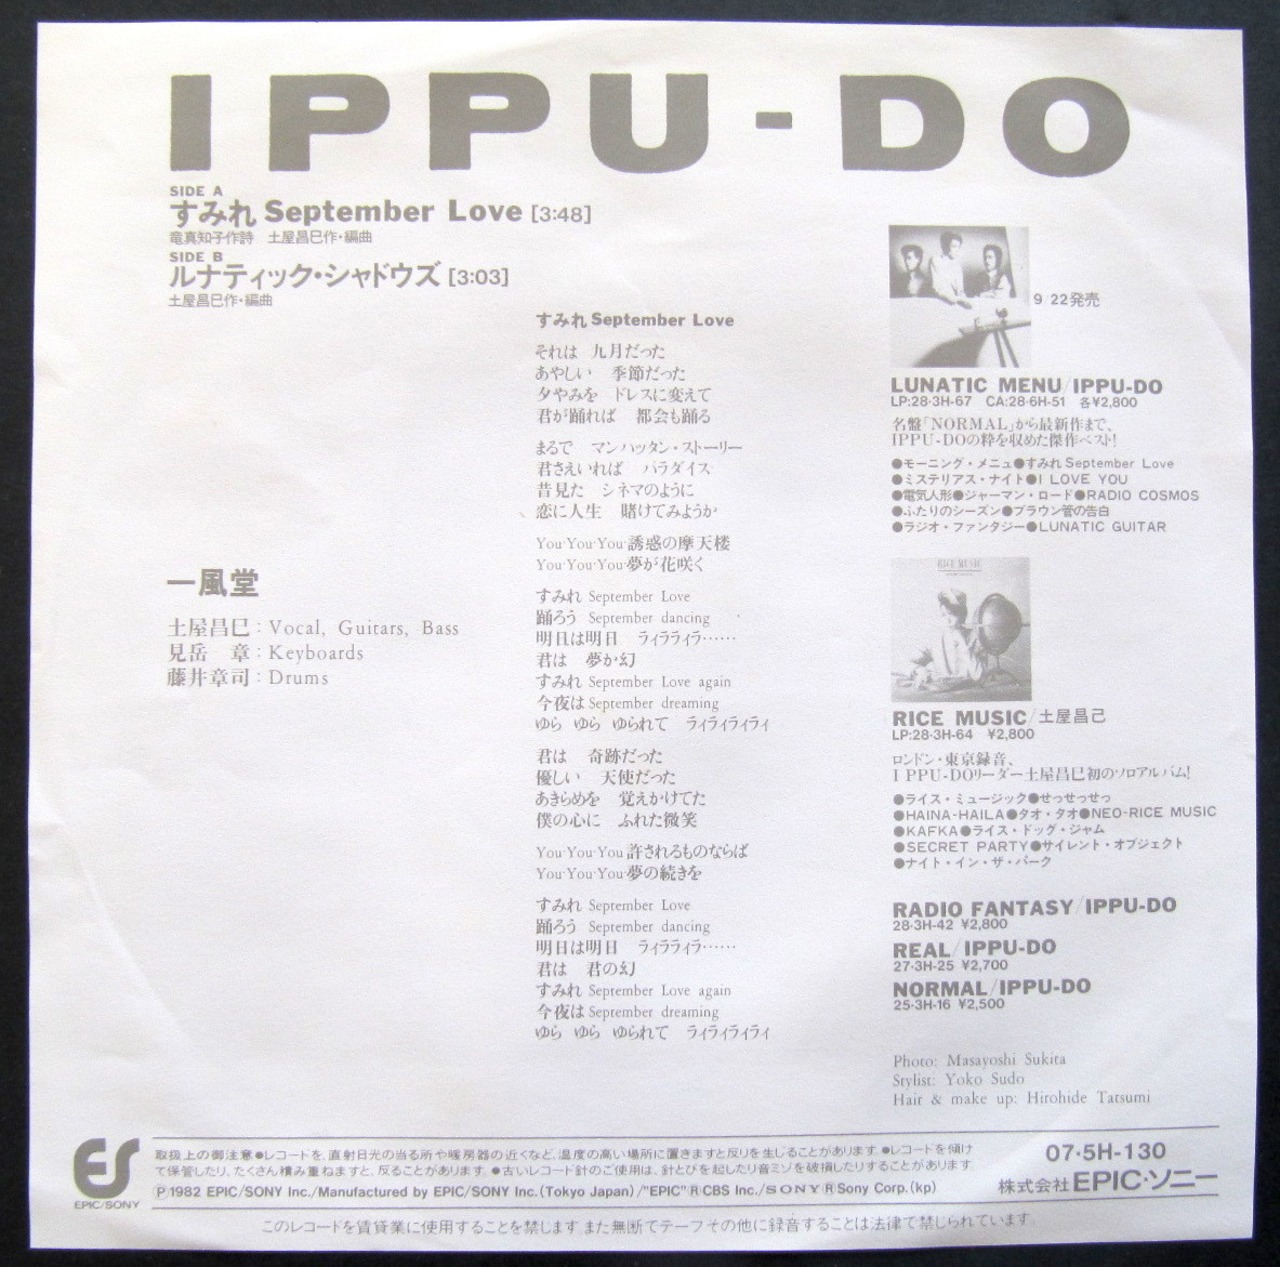 IPPU-DO
SIDE A
すみれ September Love [3:48]
竜真知子作詩　土屋昌巳作・編曲
SIDE B
ルナティック・シャドウズ [3:03]
土屋昌巳作・編曲
一風堂
土屋昌巳：Vocal, Guitars, Bass
見岳　章：Keyboards
藤井章司：Drums
すみれ September Love
それは　九月だった
あやしい　季節だった
夕やみを　ドレスに変えて
君が踊れば　都会も踊る
まるで　マンハッタン・ストーリー
君さえいれば　パラダイス
昔見た　シネマのように
恋に人生　賭けてみようか
You・You・You・誘惑の摩天楼
You・You・You・夢が花咲く
すみれ September Love
踊ろう September dancing
明日は明日　ライラライラ……
君は　夢か幻
すみれ September Love again
今夜は September dreaming
ゆら ゆら ゆられて　ライライライライ
君は　奇跡だった
優しい　天使だった
あきらめを　覚えかけてた
僕の心に　ふれた微笑
You・You・You 許されるものならば
You・You・You・夢の続きを
すみれ September Love
踊ろう September dancing
明日は明日　ライラライラ……
君は　君の幻
すみれ September Love again
今夜は September dreaming
ゆら ゆら ゆられて　ライライライライ
9/22発売
LUNATIC MENU/IPPU-DO
LP:28・3H-67　CA:28・6H-51　各¥2,800
名盤「NORMAL」から最新作まで、
IPPU-DOの粋を収めた傑作ベスト!
●モーニング・メニュ●すみれ September Love
●ミステリアス・ナイト●I LOVE YOU
●電気人形●ジャーマン・ロード●RADIO COSMOS
●ふたりのシーズン●ブラウン管の告白
●ラジオ・ファンタジー●LUNATIC GUITAR
RICE MUSIC
RICE MUSIC/土屋昌己
LP:28・3H-64　¥2,800
ロンドン・東京録音、
IPPU-DOリーダー土屋昌巳初のソロアルバム!
●ライス・ミュージック●せっせっせっ
●HAINA-HAILA●タオ・タオ●NEO-RICE MUSIC
●KAFKA●ライス・ドッグ・ジャム
●SECRET PARTY●サイレント・オブジェクト
●ナイト・イン・ザ・パーク
RADIO FANTASY/IPPU-DO
28・3H-42 ¥2,800
REAL/IPPU-DO
27・3H-25 ¥2,700
NORMAL/IPPU-DO
25・3H-16 ¥2,500
Photo: Masayoshi Sukita
Stylist: Yoko Sudo
Hair & make up: Hirohide Tatsumi
ES
EPIC/SONY
取扱上の御注意●レコードを、直射日光の当る所や暖房器の近くなど、温度の高い場所に置きますと反りを生じることがあります。●レコードを傾け
て保管したり、たくさん積み重ねますと、反ることがあります。●古いレコード針のご使用は、針とびを起したり音ミゾを破損したりすることがあります
Ⓟ1982 EPIC/SONY Inc./Manufactured by EPIC/SONY Inc.(Tokyo Japan)/"EPIC"®CBS Inc./SONY®Sony Corp.(kp)
07・5H-130
株式会社EPIC・ソニー
このレコードを賃貸業に使用することを禁じます。また無断でテープその他に録音することは法律で禁じられています。